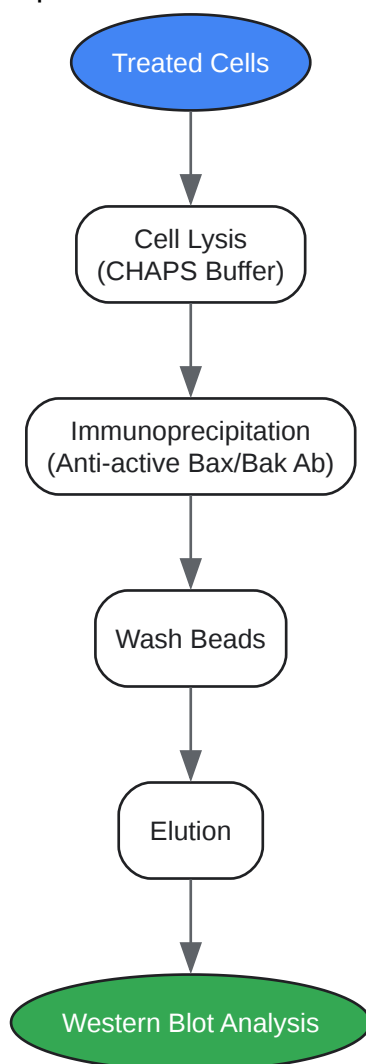 Treated Cells
Cell Lysis
(CHAPS Buffer)
Immunoprecipitation
(Anti-active Bax/Bak Ab)
Wash Beads
Elution
Western Blot Analysis